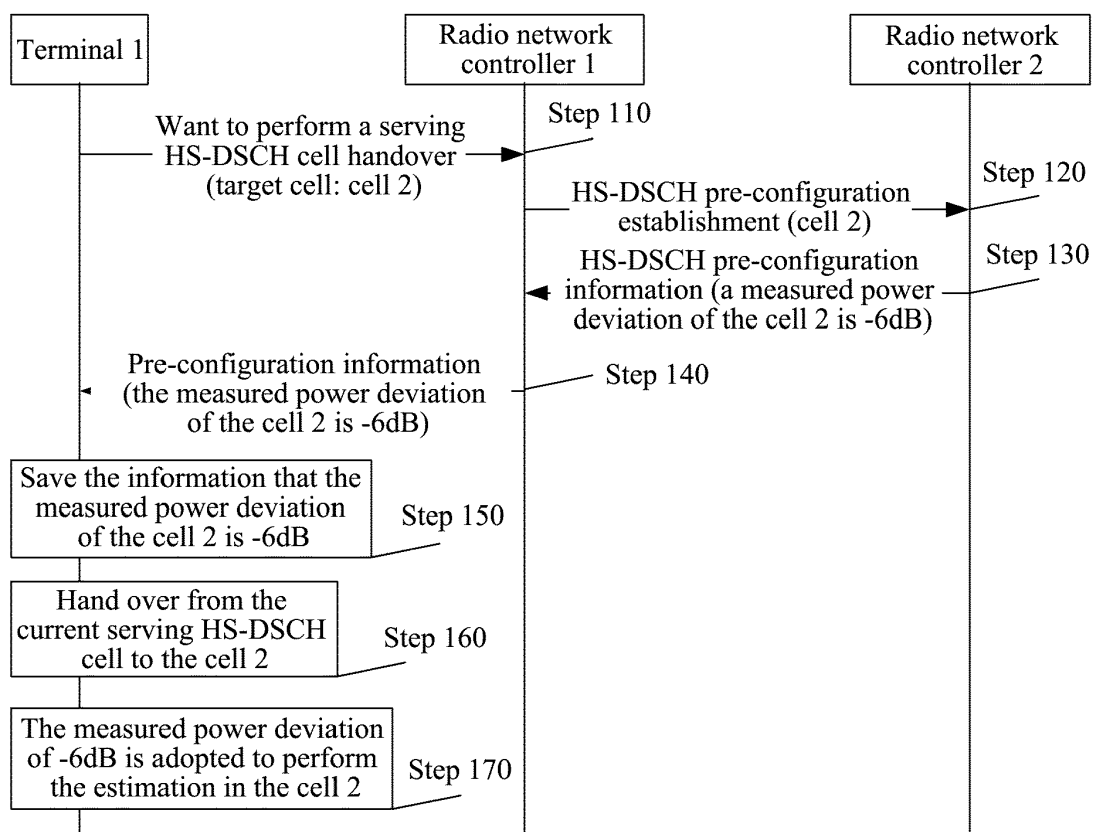 Terminal 1
Radio network
controller 1
Radio network
controller 2
Want to perform a serving
HS-DSCH cell handover
(target cell: cell 2)
Step 110
HS-DSCH pre-configuration
establishment (cell 2)
Step 120
HS-DSCH pre-configuration
information (a measured power
deviation of the cell 2 is -6dB)
Step 130
Pre-configuration information
(the measured power deviation
of the cell 2 is -6dB)
Step 140
Save the information that the
measured power deviation
of the cell 2 is -6dB
Step 150
Hand over from the
current serving HS-DSCH
cell to the cell 2
Step 160
The measured power deviation
of -6dB is adopted to perform
the estimation in the cell 2
Step 170